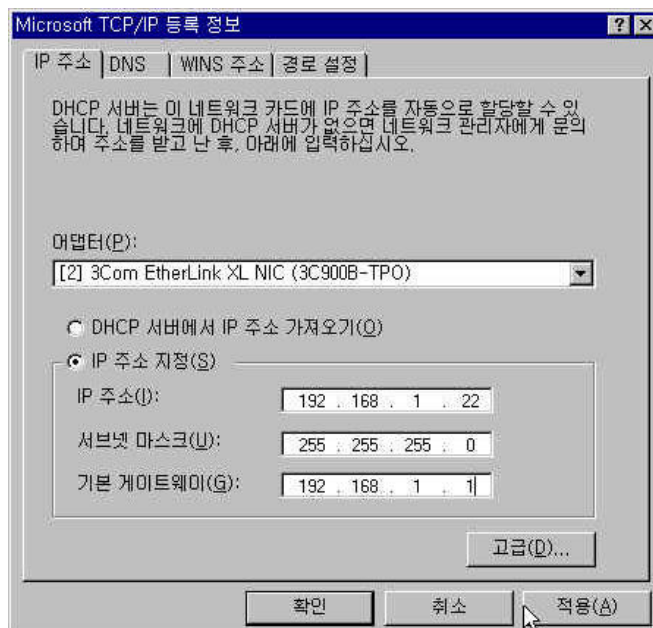 Microsoft TCP/IP 등록 정보
IP 주소 DNS WINS 주소 경로 설정
DHCP 서버는 이 네트워크 카드에 IP 주소를 자동으로 할당할 수 있
습니다. 네트워크에 DHCP 서버가 없으면 네트워크 관리자에게 문의
하여 주소를 받고 난 후, 아래에 입력하십시오.
어댑터(P):
[2] 3Com EtherLink XL NIC (3C900B-TPO)
DHCP 서버에서 IP 주소 가져오기(O)
IP 주소 지정(S)
IP 주소(I): 192 . 168 . 1 . 22
서브넷 마스크(U): 255 . 255 . 255 . 0
기본 게이트웨이(G): 192 . 168 . 1 . 1
고급(D)...
확인 취소 적용(A)